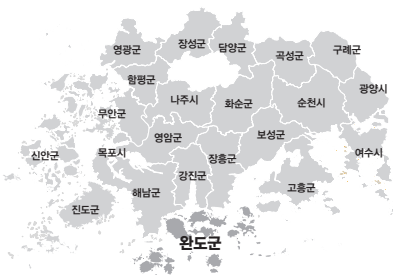 장성군
영광군
담양군
구례군
곡성군
함평군
광양시
나주시
화순군
순천시
무안군
영암군
보성군
신안군
목포시
장흥군
여수시
강진군
해남군
고흥군
진도군
완도군